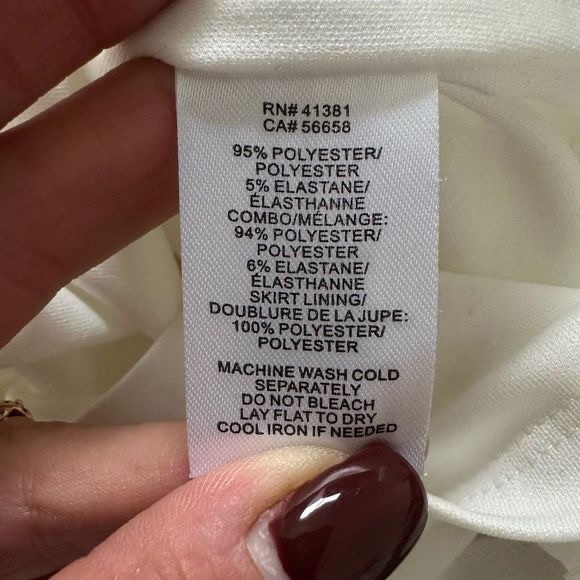 RN# 41381
CA# 56658
95% POLYESTER/
POLYESTER
5% ELASTANE/
ÉLASTHANNE
COMBO/MÉLANGE:
94% POLYESTER/
POLYESTER
6% ELASTANE/
ÉLASTHANNE
SKIRT LINING/
DOUBLURE DE LA JUPE:
100% POLYESTER/
POLYESTER
MACHINE WASH COLD
SEPARATELY
DO NOT BLEACH
LAY FLAT TO DRY
COOL IRON IF NEEDED